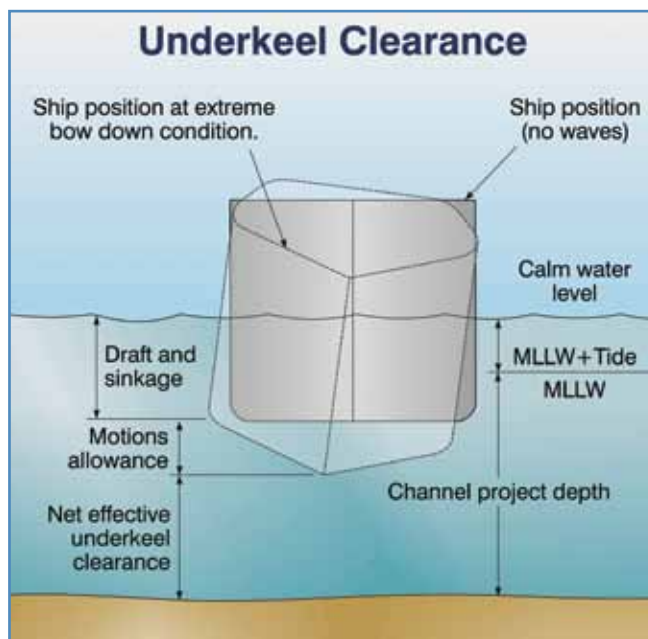 Underkeel Clearance
Ship position at extreme
bow down condition.
Ship position
(no waves)
Calm water
level
Draft and
sinkage
MLLW+Tide
MLLW
Motions
allowance
Channel project depth
Net effective
underkeel
clearance